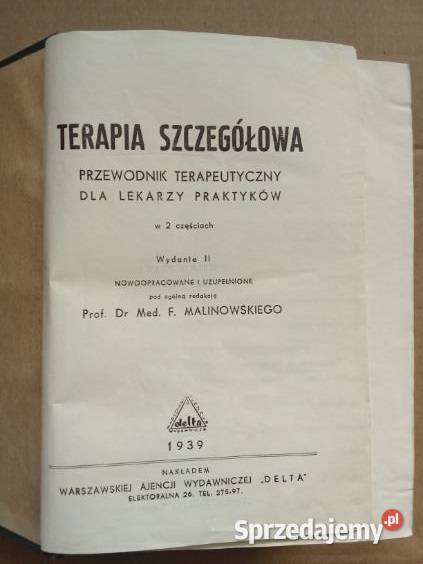 TERAPIA SZCZEGÓŁOWA
PRZEWODNIK TERAPEUTYCZNY
DLA LEKARZY PRAKTYKÓW
w 2 częściach
Wydanie II
NOWOOPRACOWANE I UZUPEŁNIONE
pod ogólną redakcją
Prof. Dr Med. F. MALINOWSKIEGO
delta
1939
NAKŁADEM
WARSZAWSKIEJ AJENCJI WYDAWNICZEJ „DELTA"
ELEKTORALNA 26. TEL. 275-97.
Sprzedajemy.pl